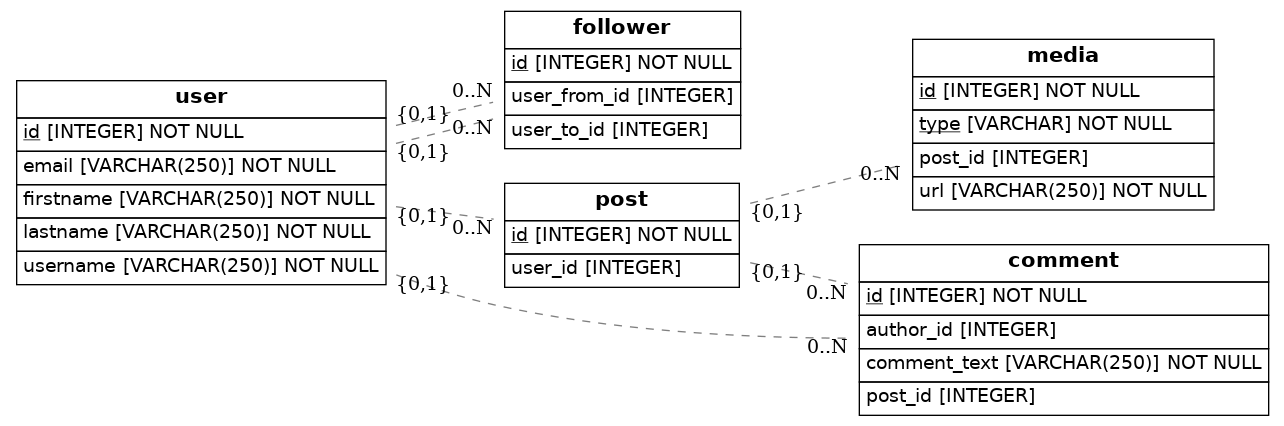 user
id [INTEGER] NOT NULL
email [VARCHAR(250)] NOT NULL
firstname [VARCHAR(250)] NOT NULL
lastname [VARCHAR(250)] NOT NULL
username [VARCHAR(250)] NOT NULL
follower
id [INTEGER] NOT NULL
user_from_id [INTEGER]
user_to_id [INTEGER]
0..N
{0,1}
0..N
{0,1}
post
id [INTEGER] NOT NULL
user_id [INTEGER]
{0,1}
0..N
media
id [INTEGER] NOT NULL
type [VARCHAR] NOT NULL
post_id [INTEGER]
url [VARCHAR(250)] NOT NULL
0..N
{0,1}
comment
id [INTEGER] NOT NULL
author_id [INTEGER]
comment_text [VARCHAR(250)] NOT NULL
post_id [INTEGER]
{0,1}
0..N
{0,1}
0..N